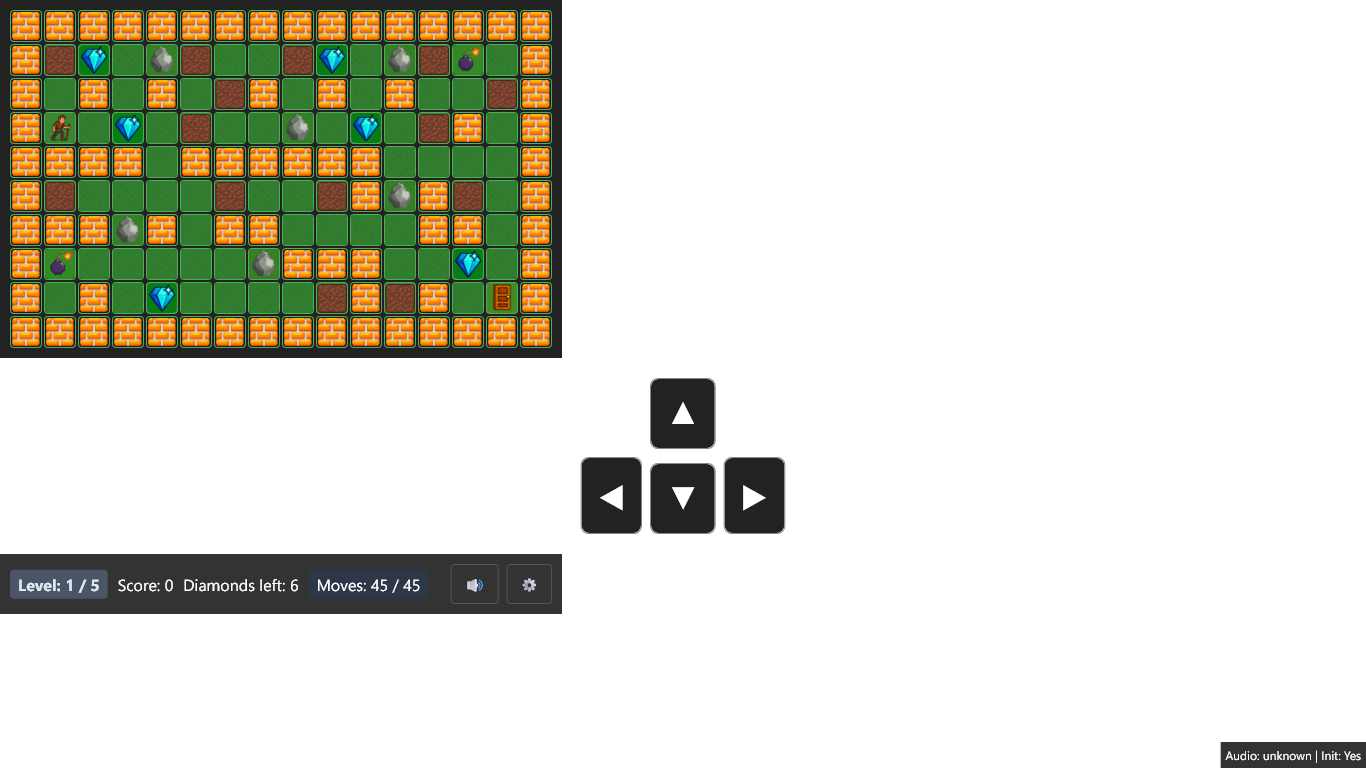 Level: 1 / 5 Score: 0 Diamonds left: 6 Moves: 45 / 45
Audio: unknown | Init: Yes